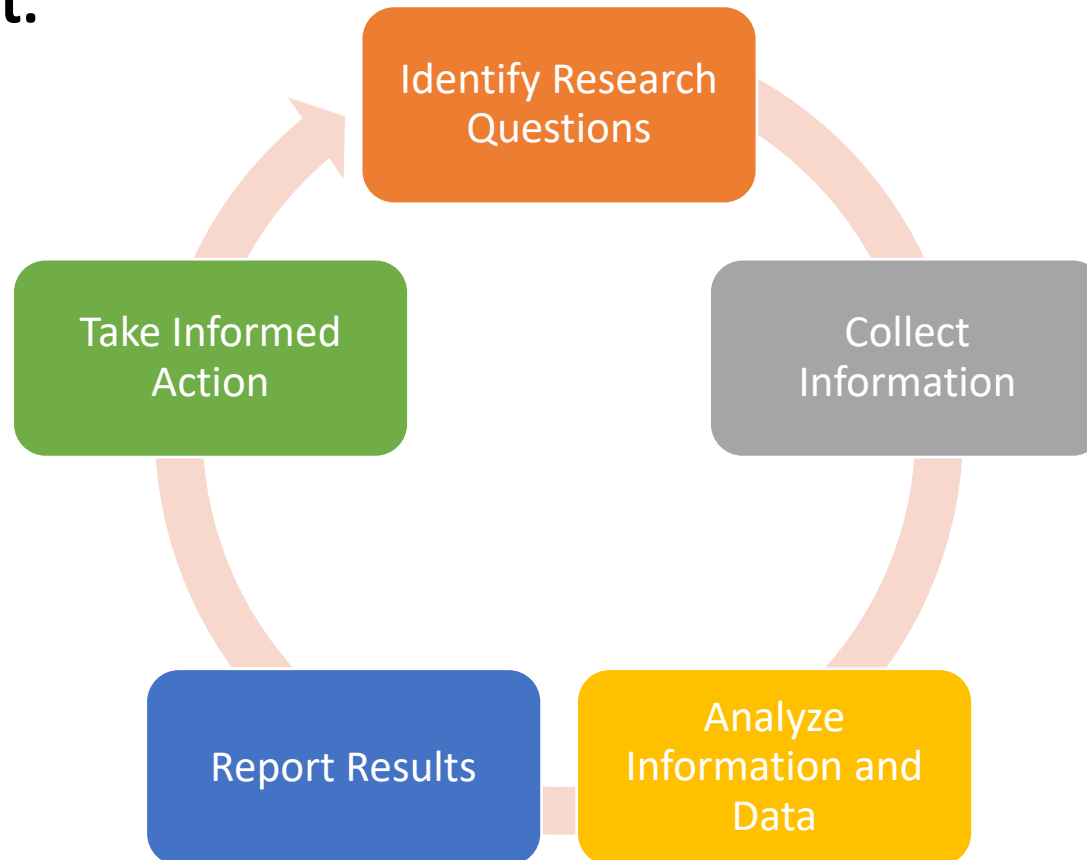 t.
Identify Research
Questions
Collect
Information
Analyze
Information and
Data
Report Results
Take Informed
Action